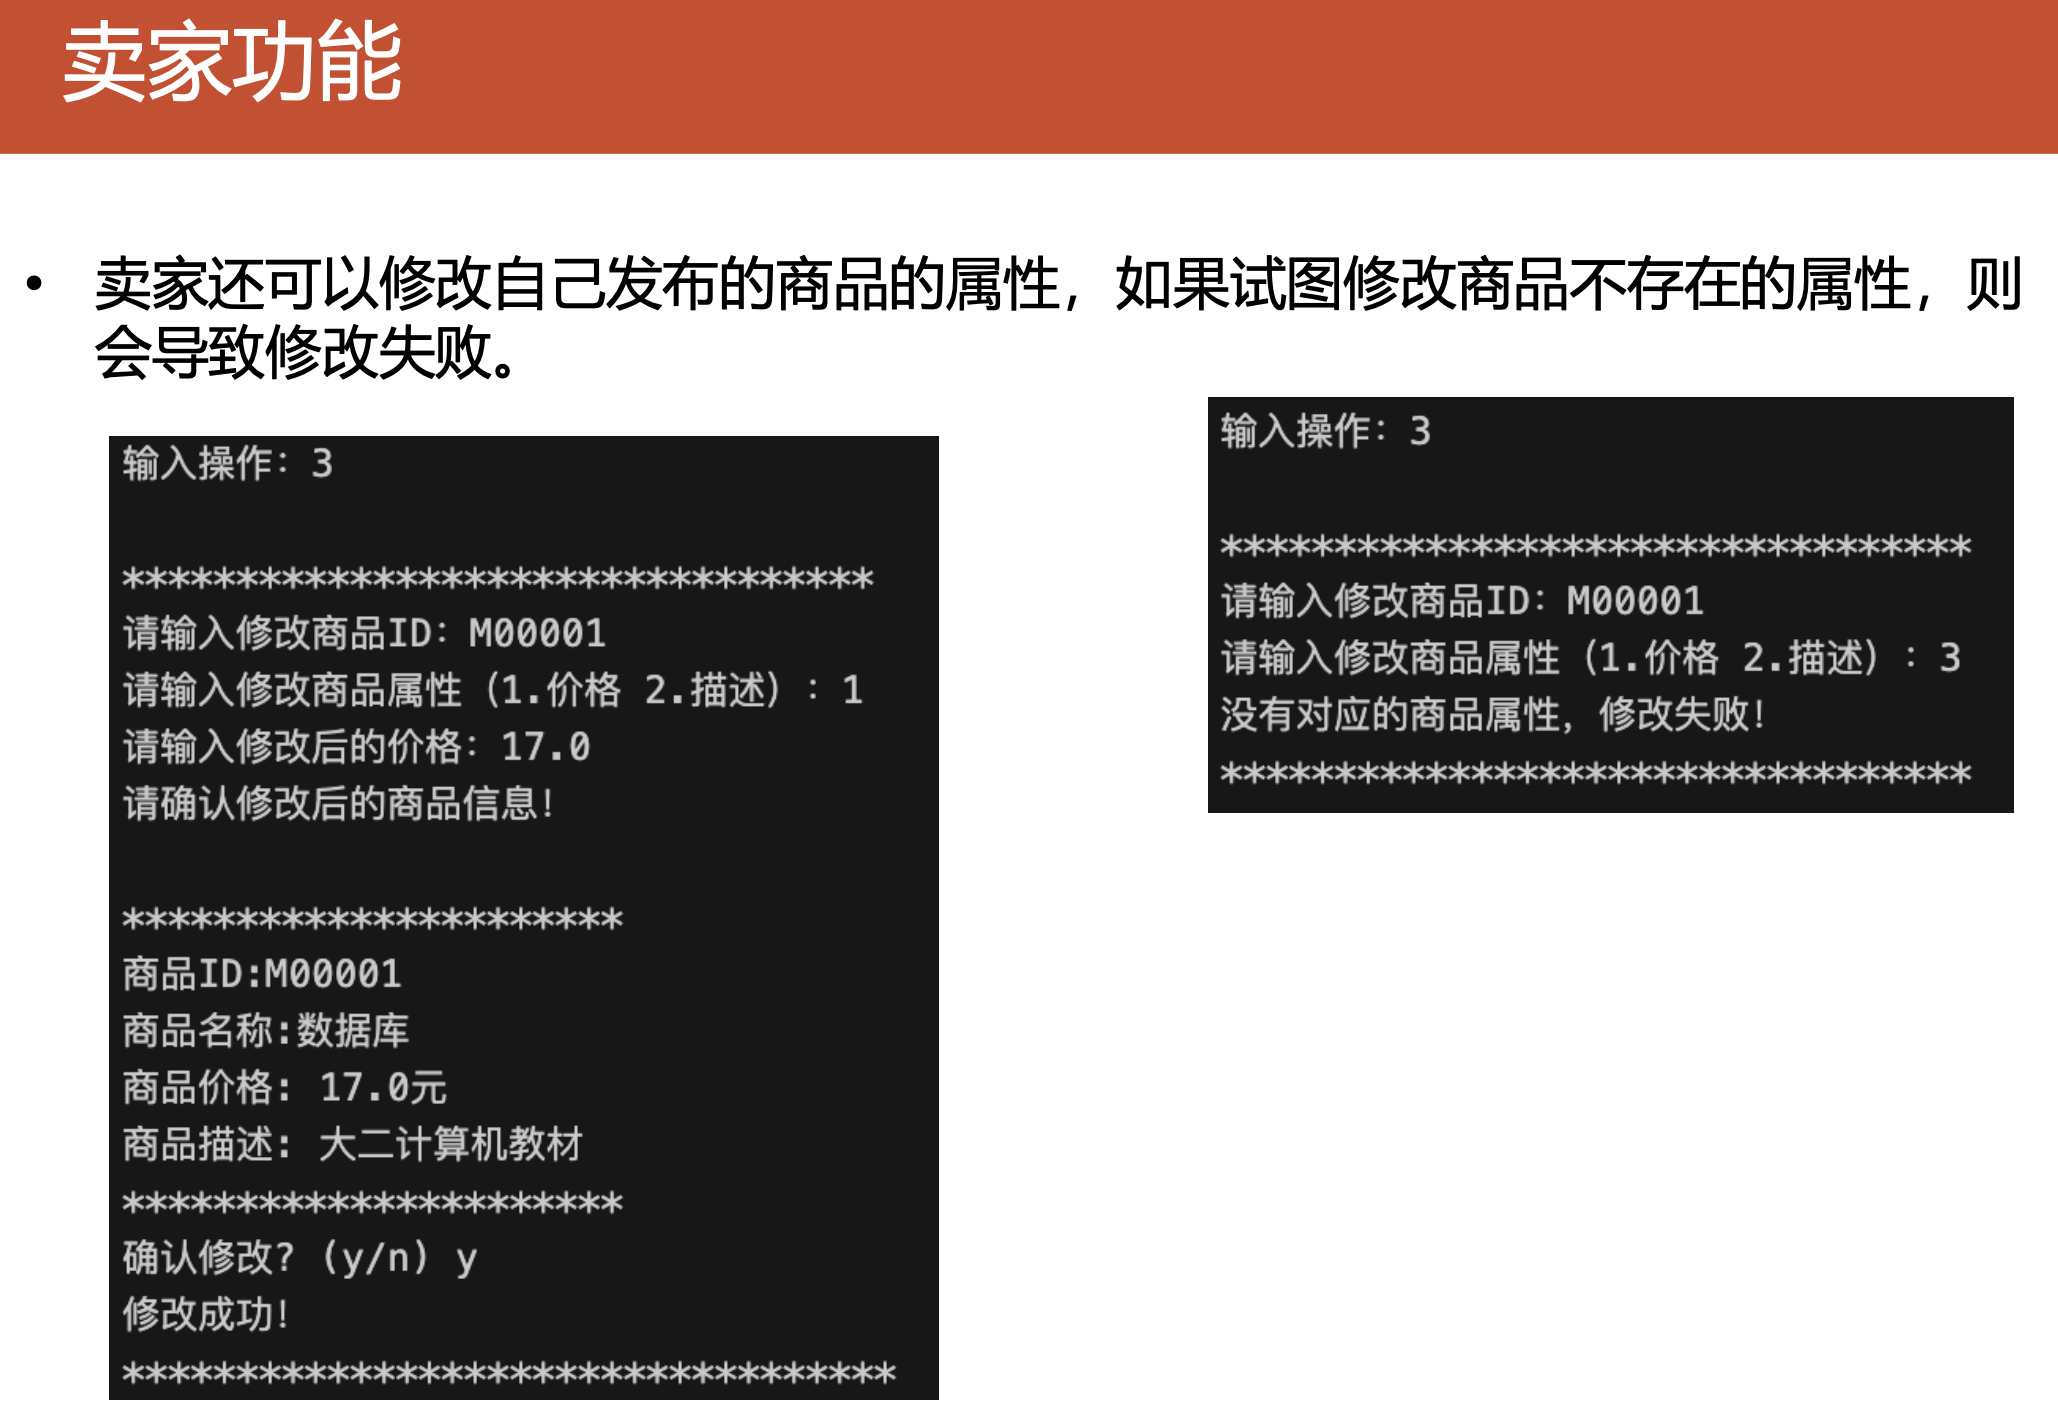 卖家功能
• 卖家还可以修改自己发布的商品的属性，如果试图修改商品不存在的属性，则
会导致修改失败。
输入操作：3
*********************************
请输入修改商品ID：M00001
请输入修改商品属性（1.价格 2.描述）：1
请输入修改后的价格：17.0
请确认修改后的商品信息！
**********************
商品ID:M00001
商品名称:数据库
商品价格: 17.0元
商品描述: 大二计算机教材
**********************
确认修改？（y/n）y
修改成功！
**********************************
输入操作：3
*********************************
请输入修改商品ID：M00001
请输入修改商品属性（1.价格 2.描述）：3
没有对应的商品属性，修改失败！
*********************************